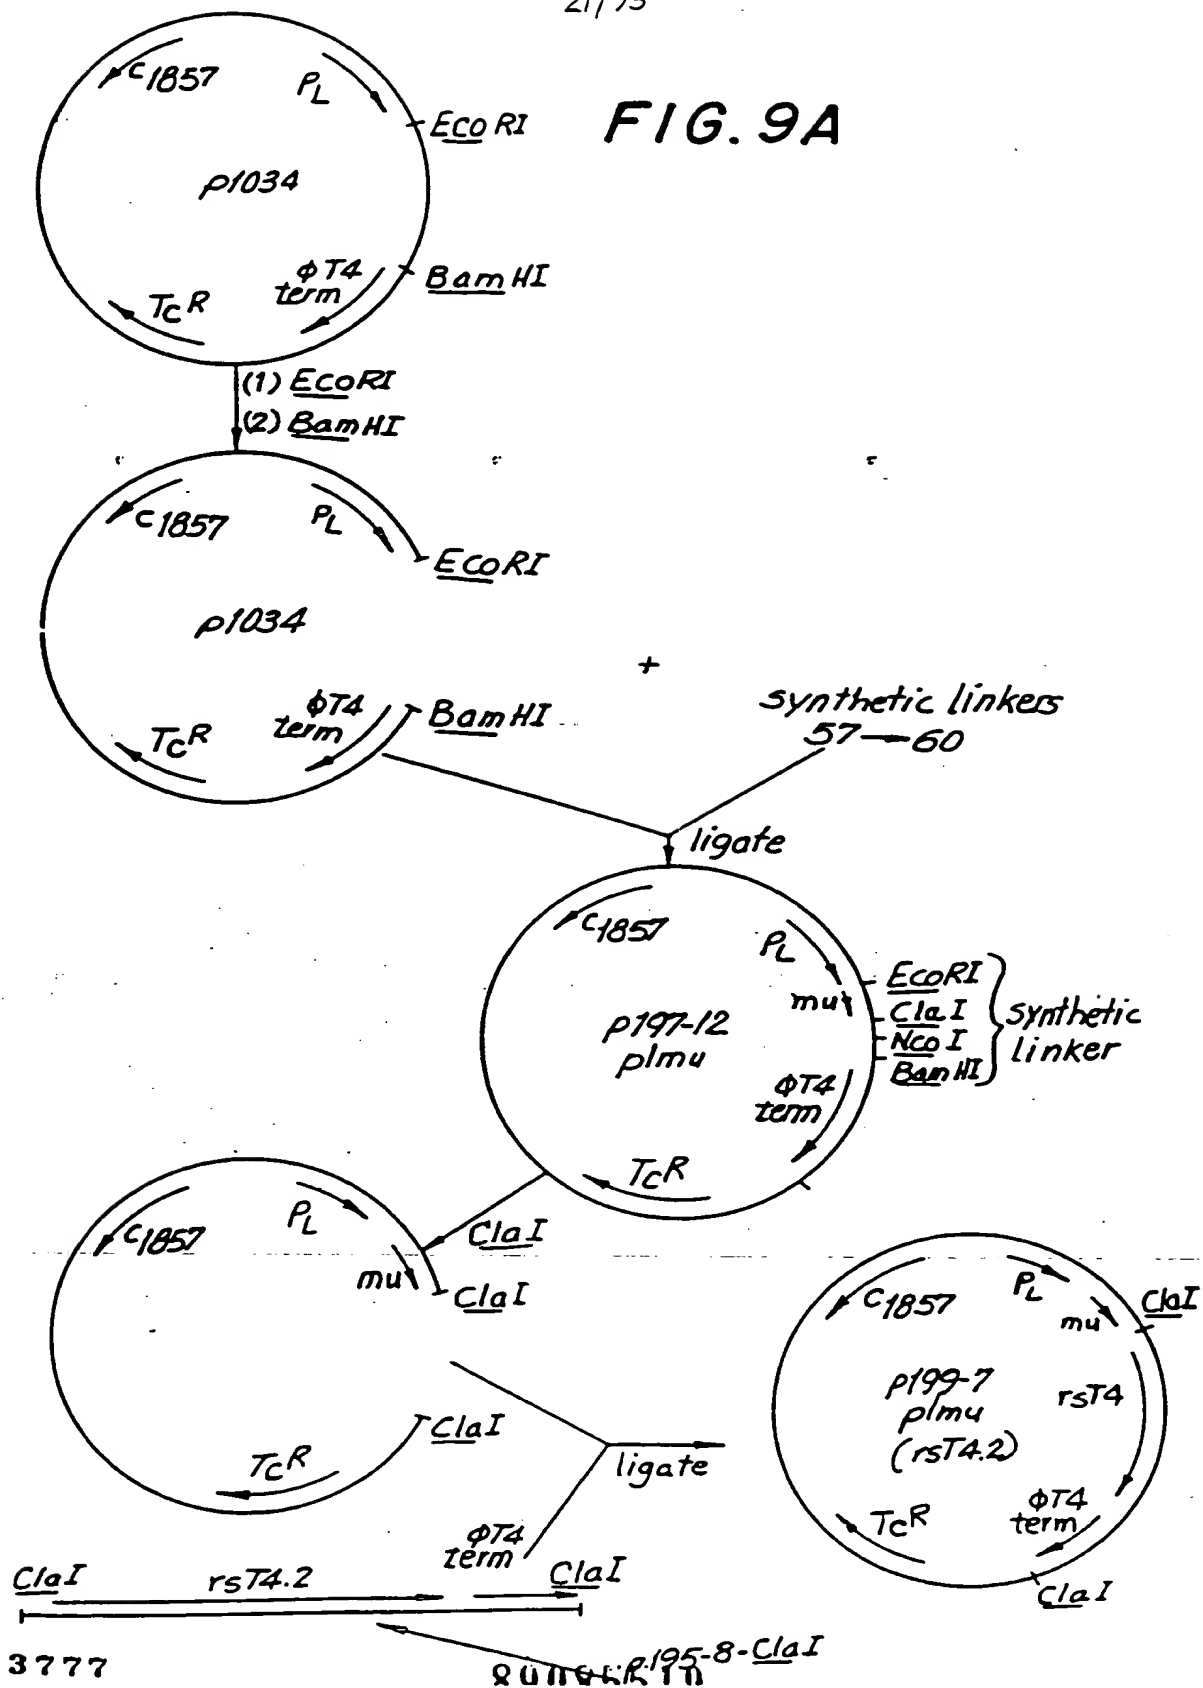 21/73
FIG. 9A
c1857
PL
EcoRI
p1034
BamHI
φT4
term
TcR
(1) EcoRI
(2) BamHI
c1857
PL
EcoRI
p1034
+
synthetic linkers
57→60
φT4
term
BamHI
TcR
ligate
c1857
PL
mu
EcoRI
ClaI
NcoI
BamHI
synthetic
linker
p197-12
plmu
φT4
term
TcR
ClaI
c1857
PL
mu
ClaI
ClaI
TcR
ligate
c1857
PL
mu
ClaI
p199-7
plmu
(rsT4.2)
rsT4
φT4
term
TcR
ClaI
φT4
term
ClaI
rsT4.2
ClaI
p195-8-ClaI
3777